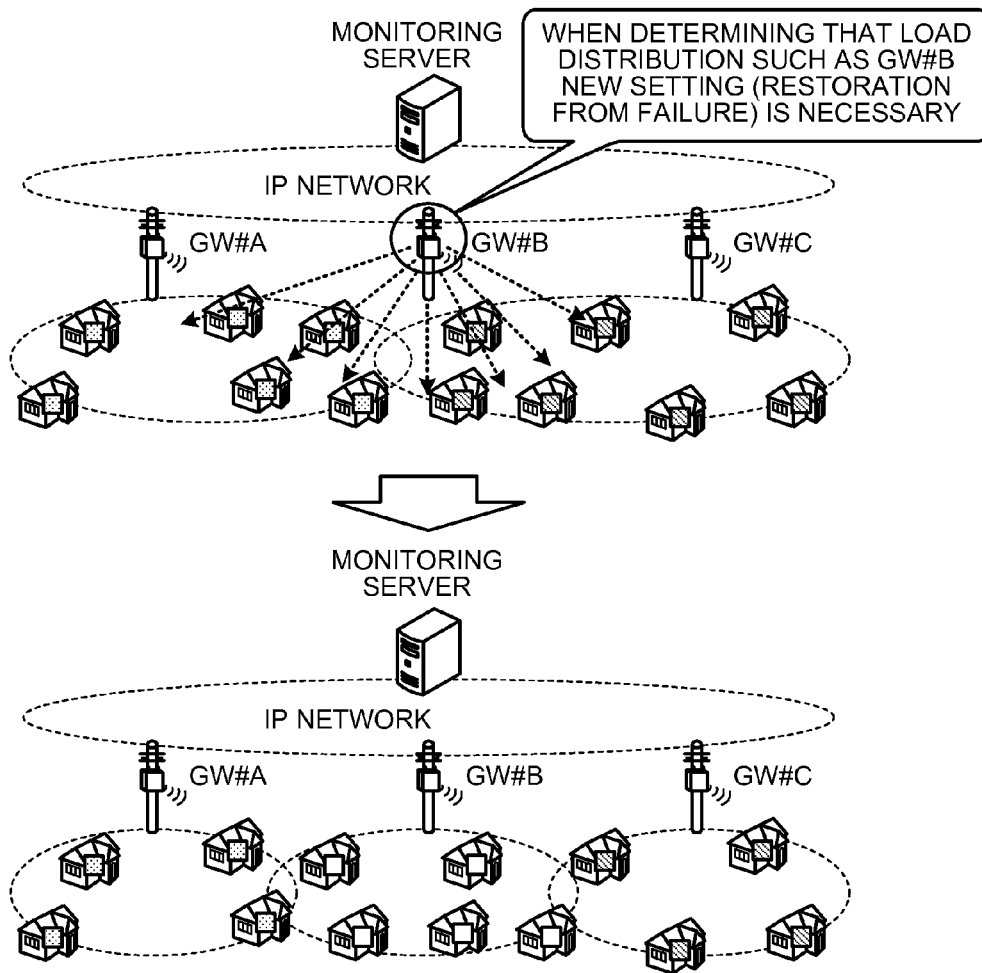 MONITORING
SERVER
WHEN DETERMINING THAT LOAD
DISTRIBUTION SUCH AS GW#B
NEW SETTING (RESTORATION
FROM FAILURE) IS NECESSARY
IP NETWORK
GW#A
GW#B
GW#C
MONITORING
SERVER
IP NETWORK
GW#A
GW#B
GW#C